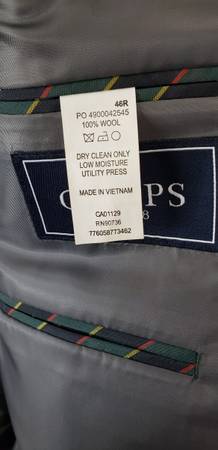 46R
PO 4900042545
100% WOOL
DRY CLEAN ONLY
LOW MOISTURE
UTILITY PRESS
MADE IN VIETNAM
CA01129
RN90736
776058773462